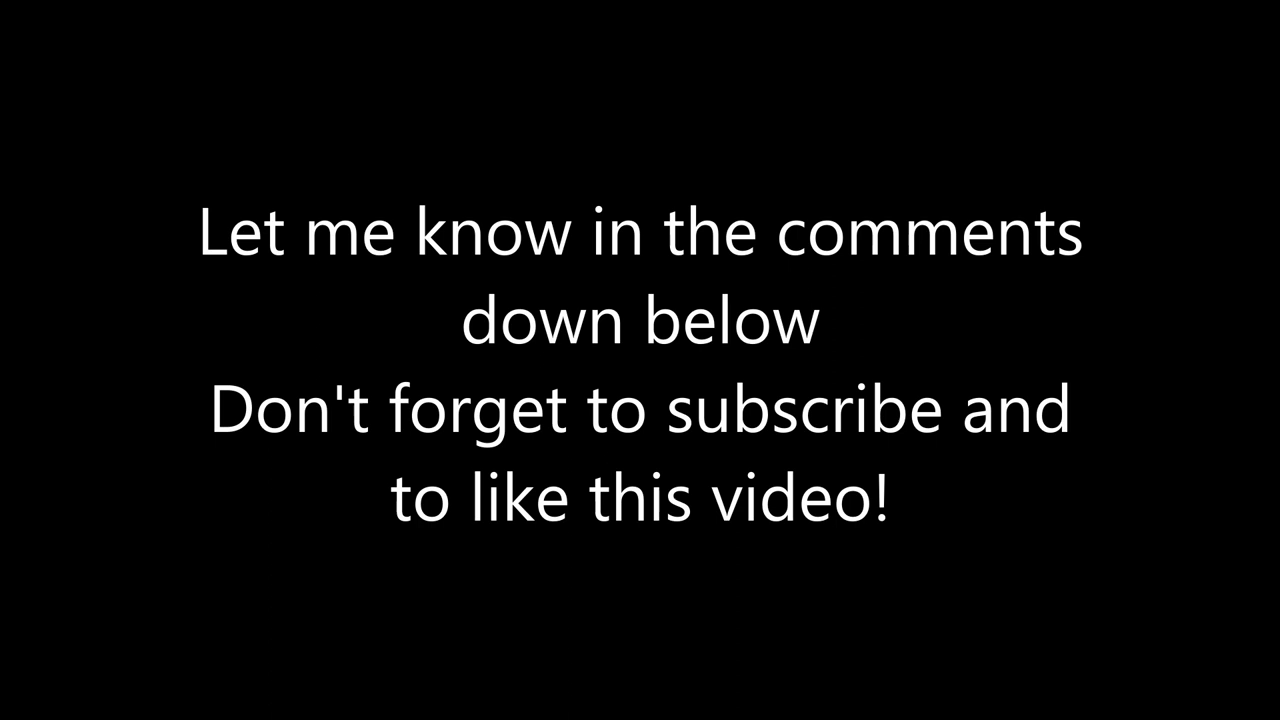 Let me know in the comments
down below
Don't forget to subscribe and
to like this video!